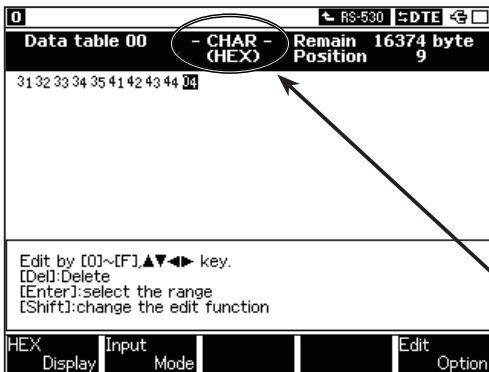 0 RS-530 DTE
Data table 00 - CHAR - Remain 16374 byte
(HEX) Position 9
31 32 33 34 35 41 42 43 44 04
Edit by [0]~[F],▲▼◀▶ key.
[Del]:Delete
[Enter]:select the range
[Shift]:change the edit function
HEX Input Edit
Display Mode Option